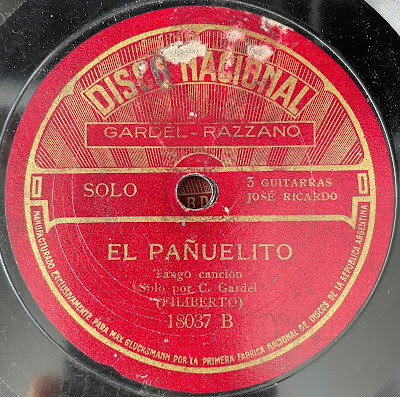 DISCO NACIONAL
GARDEL-RAZZANO
SOLO
3 GUITARRAS
JOSÉ RICARDO
EL PAÑUELITO
Tango canción
Solo por C. Gardel
(FILIBERTO)
18037 B
MANUFACTURADO EXCLUSIVAMENTE PARA MAX GLÜCKSMANN POR LA PRIMERA FABRICA NACIONAL DE DISCOS DE LA REPUBLICA ARGENTINA